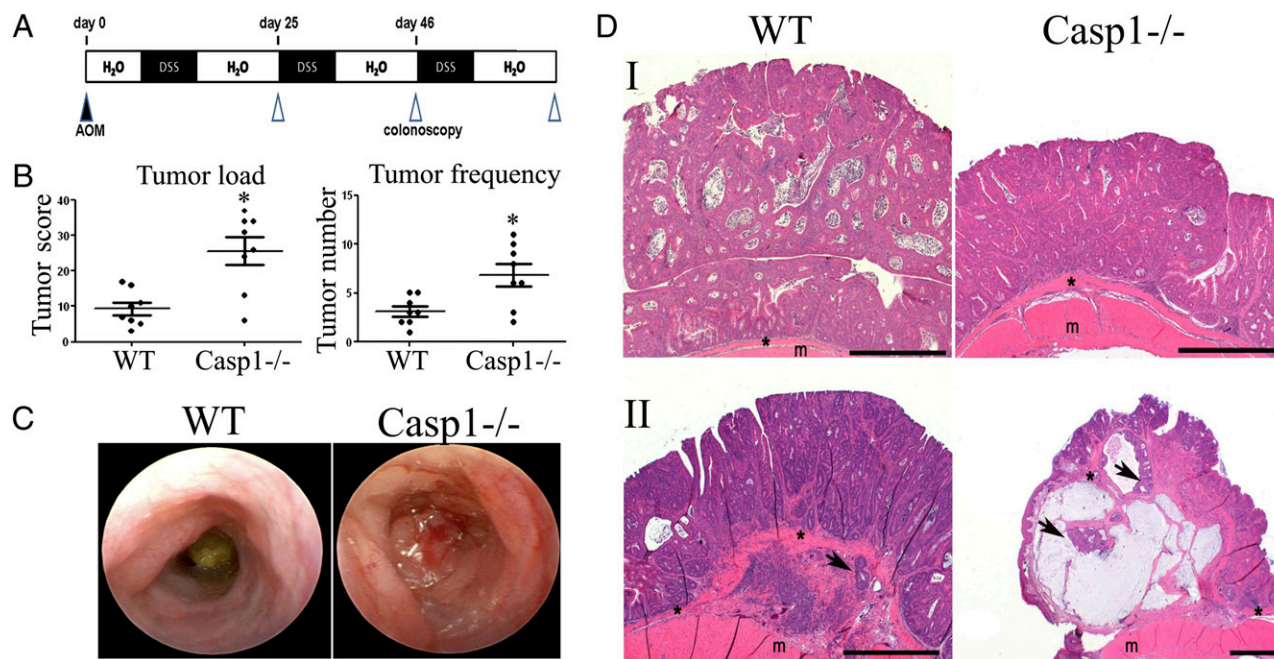 A
day 0 day 25 day 46
H₂O DSS H₂O DSS H₂O DSS H₂O
AOM colonoscopy
B
Tumor load
Tumor score
40
30
20
10
0
*
WT Casp1-/-
Tumor frequency
Tumor number
15
10
5
0
*
WT Casp1-/-
C
WT Casp1-/-
D
WT Casp1-/-
I
* m
* m
II
* * m
* * m